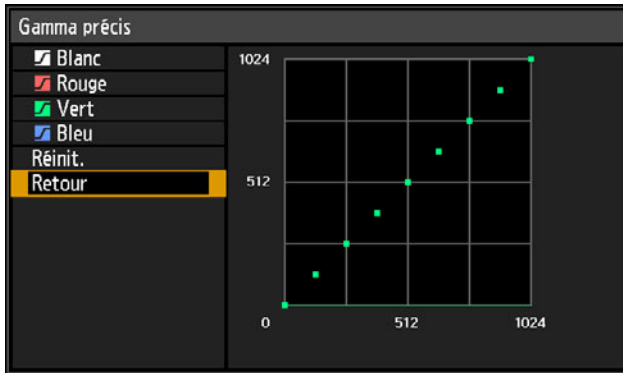 Gamma précis
Blanc
Rouge
Vert
Bleu
Réinit.
Retour
1024
512
0 512 1024